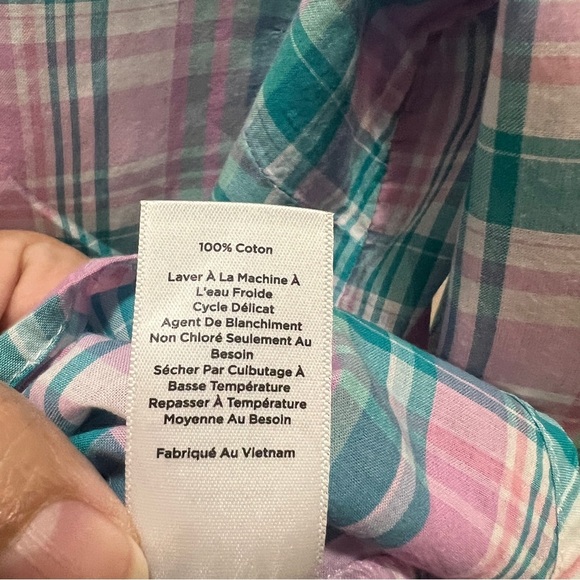 100% Coton
Laver À La Machine À
L'eau Froide
Cycle Délicat
Agent De Blanchiment
Non Chloré Seulement Au
Besoin
Sécher Par Culbutage À
Basse Température
Repasser À Température
Moyenne Au Besoin
Fabriqué Au Vietnam